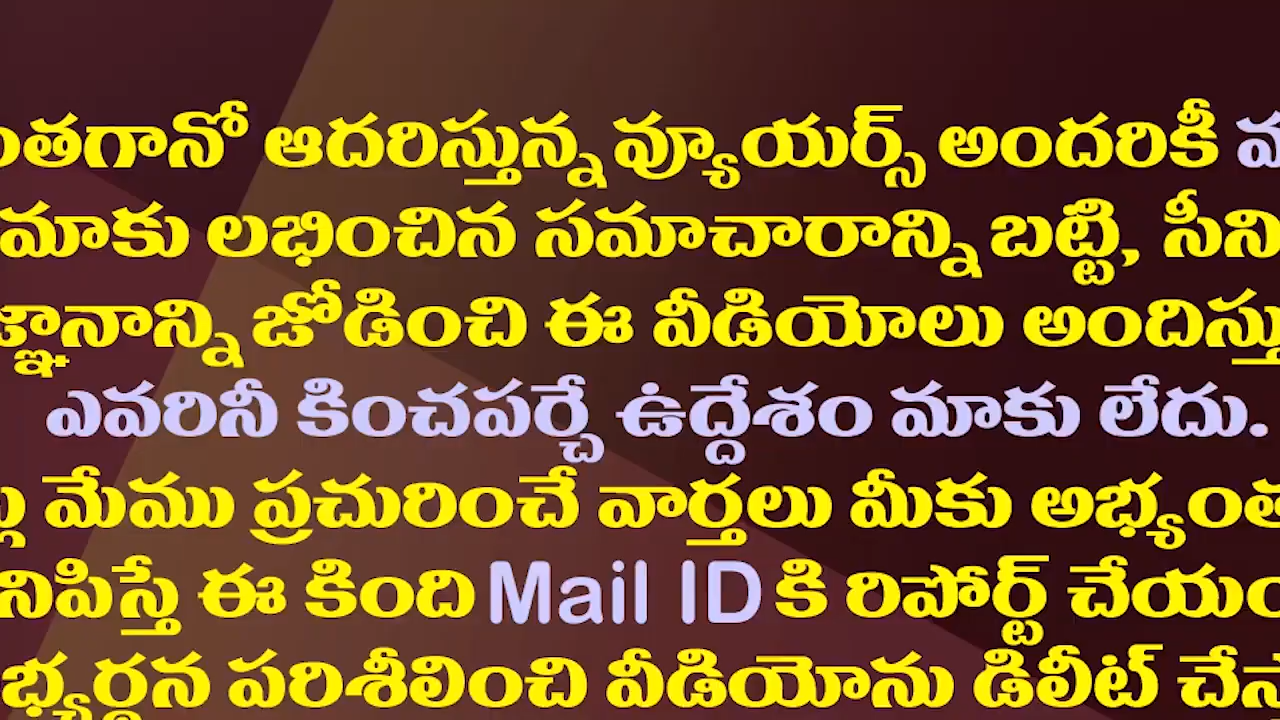 ంతగానో ఆదరిస్తున్న వ్యూయర్స్ అందరికీ
మాకు లభించిన సమాచారాన్ని బట్టి, సిని
జ్ఞానాన్ని జోడించి ఈ వీడియోలు అందిస్తు
ఎవరినీ కించపర్చే ఉద్దేశం మాకు లేదు.
మేము ప్రచురించే వార్తలు మీకు అభ్యంత
నిపిస్తే ఈ కింది Mail ID కి రిపోర్ట్ చేయం
భ్యర్థన పరిశీలించి వీడియోను డిలీట్ చేస